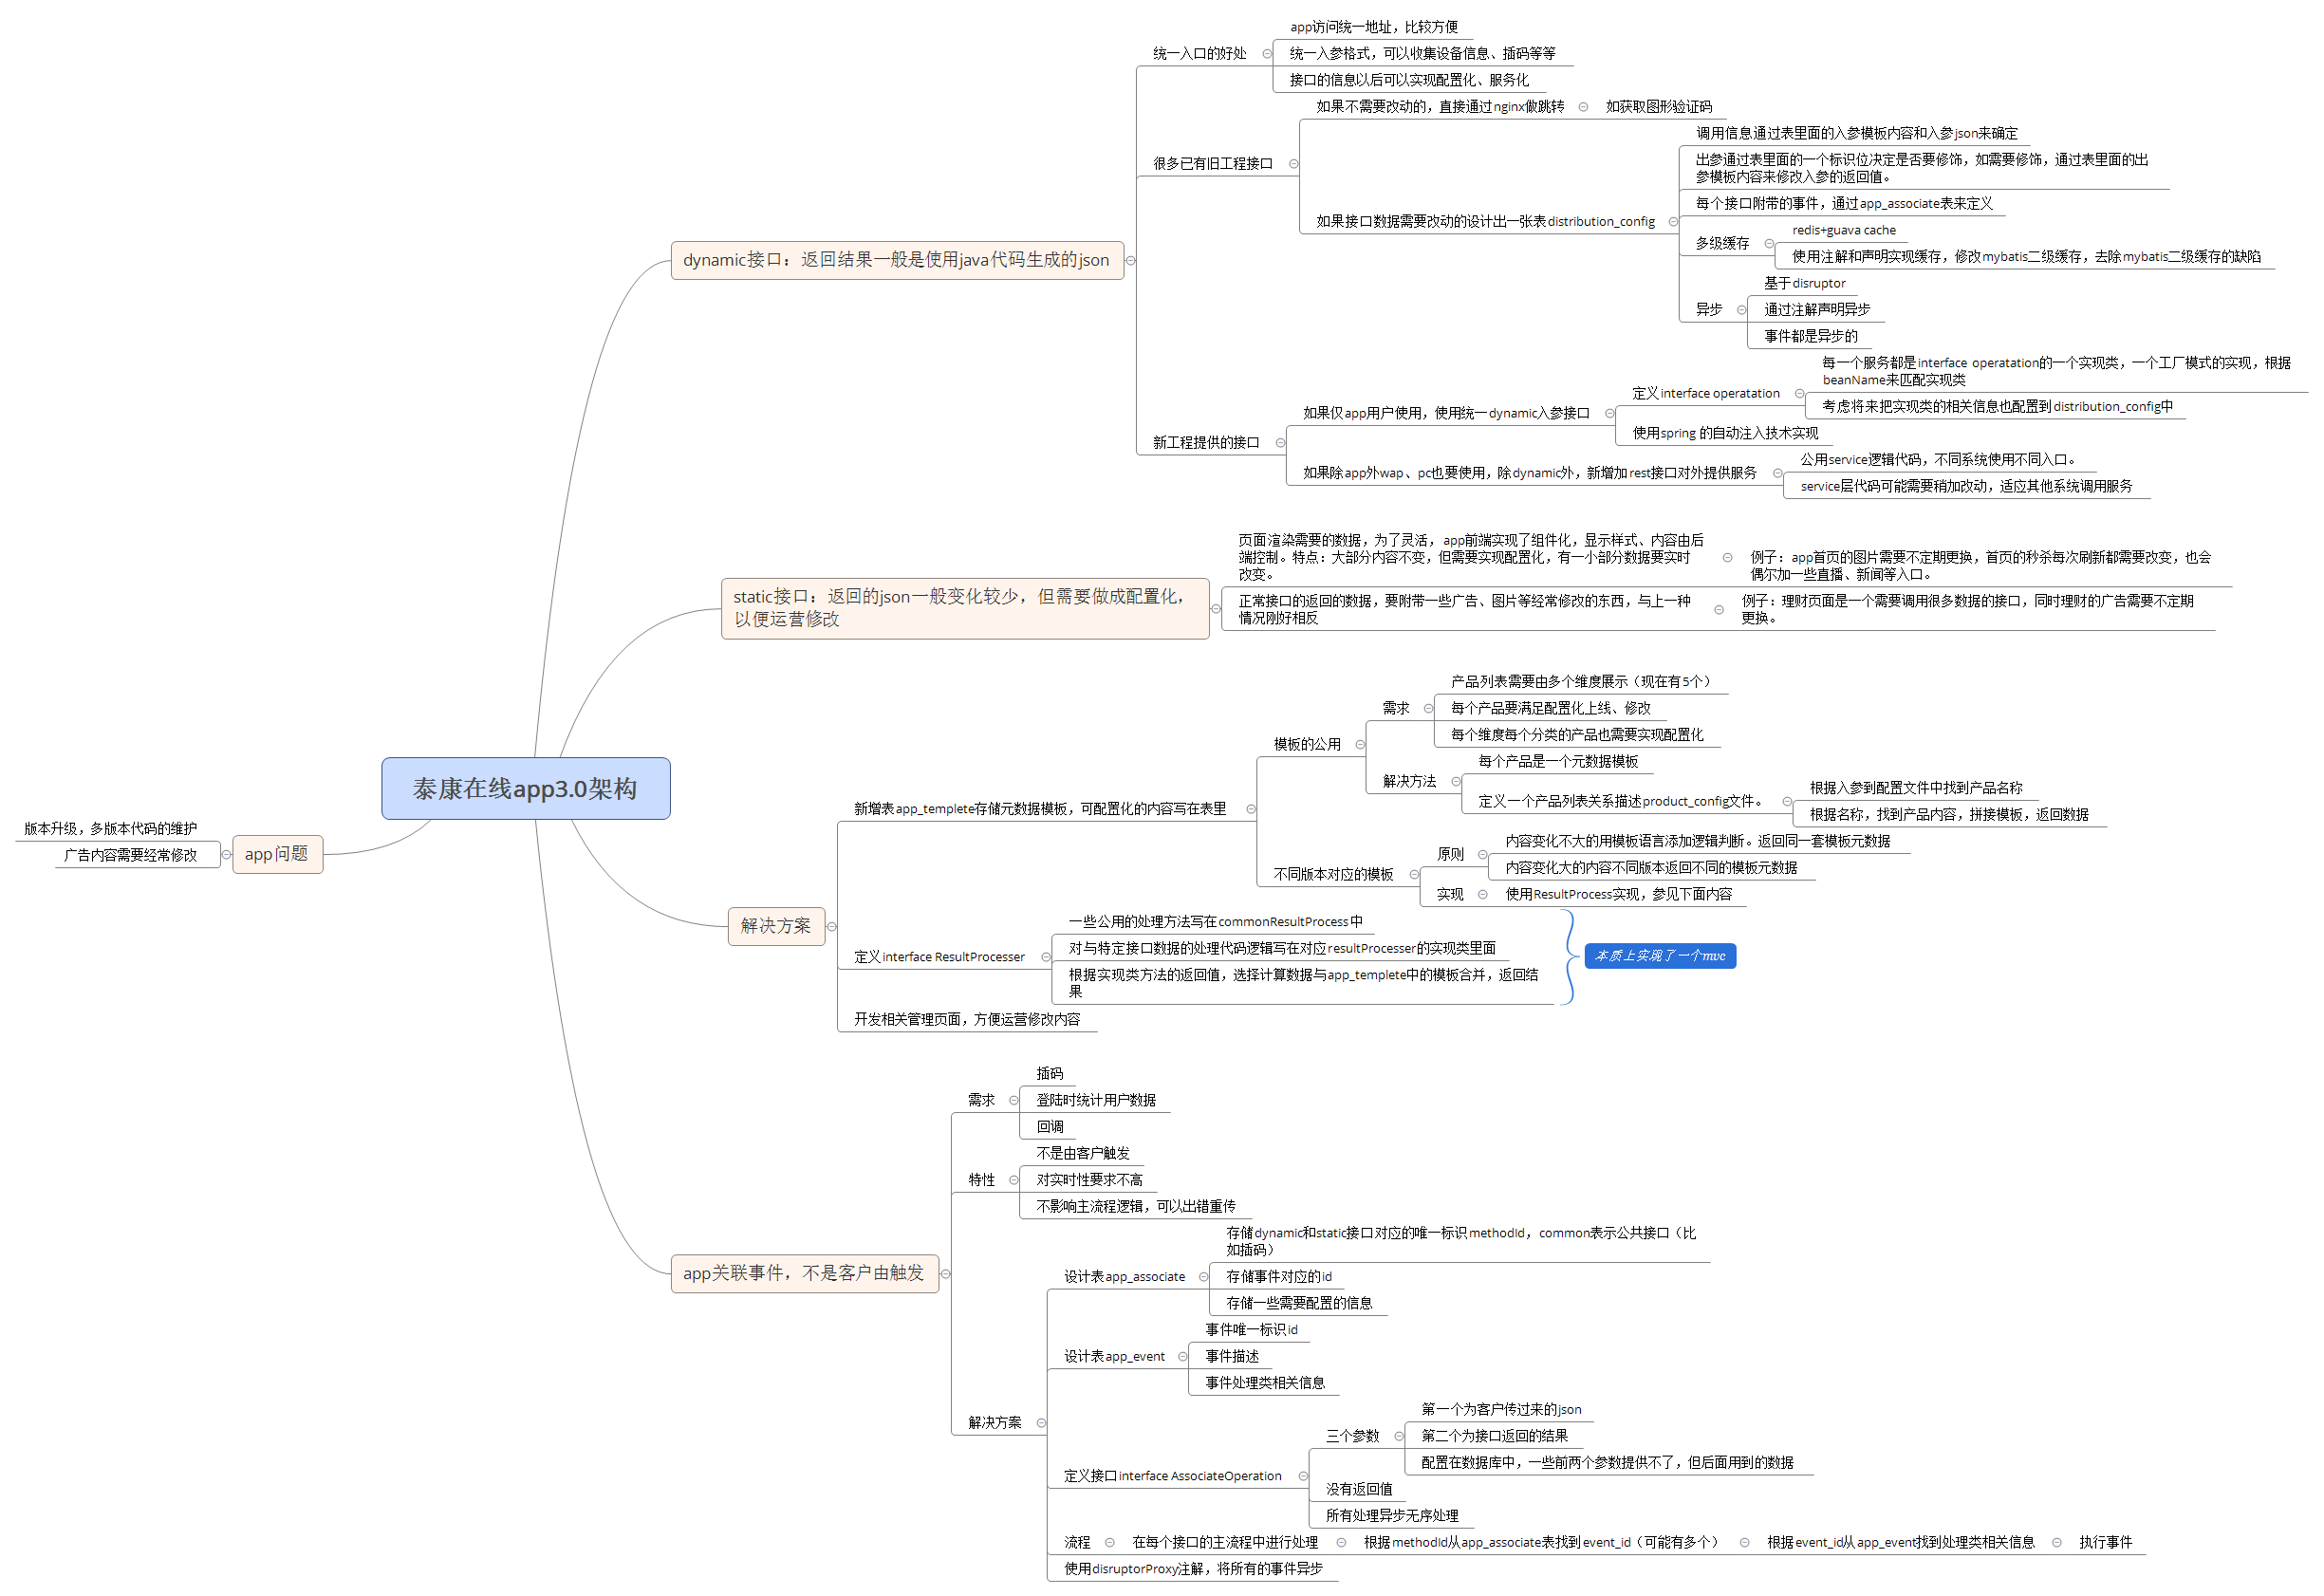 泰康在线app3.0架构
app问题
版本升级，多版本代码的维护
广告内容需要经常修改
dynamic接口：返回结果一般是使用java代码生成的json
统一入口的好处
app访问统一地址，比较方便
统一入参格式，可以收集设备信息、插码等等
接口的信息以后可以实现配置化、服务化
很多已有旧工程接口
如果不需要改动的，直接通过nginx做跳转
如获取图形验证码
如果接口数据需要改动的设计出一张表distribution_config
调用信息通过表里面的入参模板内容和入参json来确定
出参通过表里面的一个标识位决定是否要修饰，如需要修饰，通过表里面的出
参模板内容来修改入参的返回值。
每个接口附带的事件，通过app_associate表来定义
多级缓存
redis+guava cache
使用注解和声明实现缓存，修改mybatis二级缓存，去除mybatis二级缓存的缺陷
异步
基于disruptor
通过注解声明异步
事件都是异步的
新工程提供的接口
如果仅app用户使用，使用统一dynamic入参接口
定义interface operatation
每一个服务都是interface operatation的一个实现类，一个工厂模式的实现，根据
beanName来匹配实现类
考虑将来把实现类的相关信息也配置到distribution_config中
使用spring 的自动注入技术实现
如果除app外wap、pc也要使用，除dynamic外，新增加rest接口对外提供服务
公用service逻辑代码，不同系统使用不同入口。
service层代码可能需要稍加改动，适应其他系统调用服务
static接口：返回的json一般变化较少，但需要做成配置化，
以便运营修改
页面渲染需要的数据，为了灵活，app前端实现了组件化，显示样式、内容由后
端控制。特点：大部分内容不变，但需要实现配置化，有一小部分数据要实时
改变。
例子：app首页的图片需要不定期更换，首页的秒杀每次刷新都需要改变，也会
偶尔加一些直播、新闻等入口。
正常接口的返回的数据，要附带一些广告、图片等经常修改的东西，与上一种
情况刚好相反
例子：理财页面是一个需要调用很多数据的接口，同时理财的广告需要不定期
更换。
解决方案
新增表app_templete存储元数据模板，可配置化的内容写在表里
模板的公用
需求
产品列表需要由多个维度展示（现在有5个）
每个产品要满足配置化上线、修改
每个维度每个分类的产品也需要实现配置化
解决方法
每个产品是一个元数据模板
定义一个产品列表关系描述product_config文件。
根据入参到配置文件中找到产品名称
根据名称，找到产品内容，拼接模板，返回数据
不同版本对应的模板
原则
内容变化不大的用模板语言添加逻辑判断。返回同一套模板元数据
内容变化大的内容不同版本返回不同的模板元数据
实现
使用ResultProcess实现，参见下面内容
定义interface ResultProcesser
一些公用的处理方法写在commonResultProcess中
对与特定接口数据的处理代码逻辑写在对应resultProcesser的实现类里面
根据实现类方法的返回值，选择计算数据与app_templete中的模板合并，返回结
果
本质上实现了一个mvc
开发相关管理页面，方便运营修改内容
app关联事件，不是客户由触发
需求
插码
登陆时统计用户数据
回调
特性
不是由客户触发
对实时性要求不高
不影响主流程逻辑，可以出错重传
解决方案
设计表app_associate
存储dynamic和static接口对应的唯一标识methodId，common表示公共接口（比
如插码）
存储事件对应的id
存储一些需要配置的信息
设计表app_event
事件唯一标识id
事件描述
事件处理类相关信息
定义接口interface AssociateOperation
三个参数
第一个为客户传过来的json
第二个为接口返回的结果
配置在数据库中，一些前两个参数提供不了，但后面用到的数据
没有返回值
所有处理异步无序处理
流程
在每个接口的主流程中进行处理
根据methodId从app_associate表找到event_id（可能有多个）
根据event_id从app_event找到处理类相关信息
执行事件
使用disruptorProxy注解，将所有的事件异步